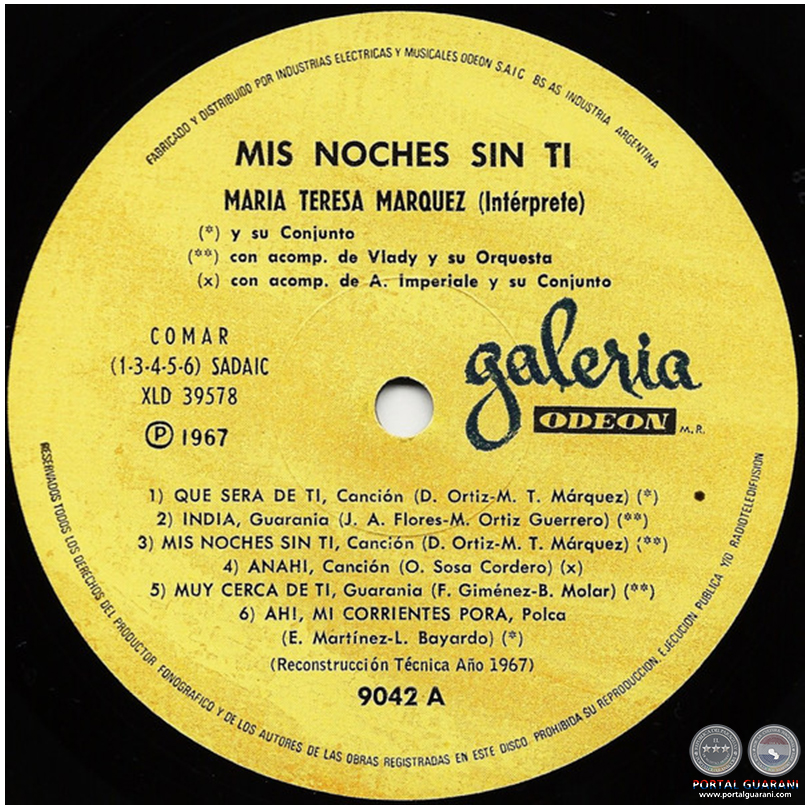 FABRICADO Y DISTRIBUIDO POR INDUSTRIAS ELECTRICAS Y MUSICALES ODEON S.A.I.C BS AS INDUSTRIA ARGENTINA
MIS NOCHES SIN TI
MARIA TERESA MARQUEZ (Intérprete)
(*) y su Conjunto
(**) con acomp. de Vlady y su Orquesta
(x) con acomp. de A. Imperiale y su Conjunto
COMAR
(1-3-4-5-6) SADAIC
XLD 39578
Ⓟ 1967
galeria
ODEON
M.R.
1) QUE SERA DE TI, Canción (D. Ortiz-M. T. Márquez) (*)
2) INDIA, Guarania (J. A. Flores-M. Ortiz Guerrero) (**)
3) MIS NOCHES SIN TI, Canción (D. Ortiz-M. T. Márquez) (**)
4) ANAHI, Canción (O. Sosa Cordero) (x)
5) MUY CERCA DE TI, Guarania (F. Giménez-B. Molar) (**)
6) AH!, MI CORRIENTES PORA, Polca
(E. Martínez-L. Bayardo) (*)
(Reconstrucción Técnica Año 1967)
9042 A
RESERVADOS TODOS LOS DERECHOS DEL PRODUCTOR FONOGRAFICO Y DE LOS AUTORES DE LAS OBRAS REGISTRADAS EN ESTE DISCO. PROHIBIDA SU REPRODUCCION, EJECUCION PUBLICA Y/O RADIOTELEDIFUSION
PORTAL GUARANI
www.portalguarani.com